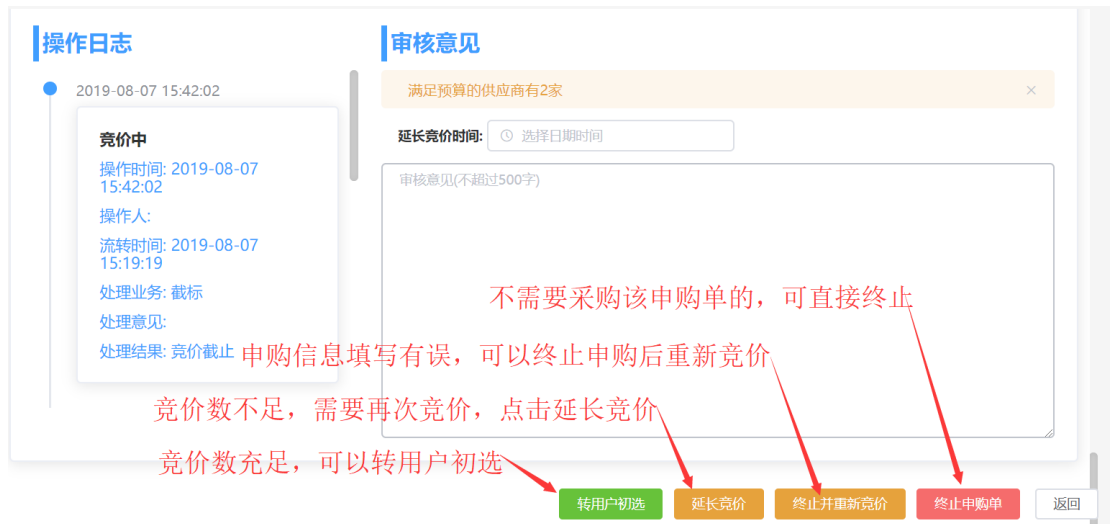 操作日志
2019-08-07 15:42:02
竞价中
操作时间: 2019-08-07
15:42:02
操作人:
流转时间: 2019-08-07
15:19:19
处理业务: 截标
处理意见:
处理结果: 竞价截止
审核意见
满足预算的供应商有2家
延长竞价时间: 选择日期时间
审核意见(不超过500字)
不需要采购该申购单的，可直接终止
申购信息填写有误，可以终止申购后重新竞价
竞价数不足，需要再次竞价，点击延长竞价
竞价数充足，可以转用户初选
转用户初选 延长竞价 终止并重新竞价 终止申购单 返回